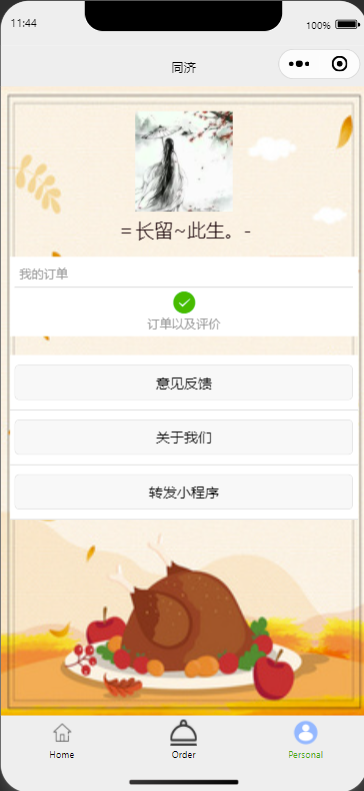 11:44
100%
同济
=长留~此生。-
我的订单
订单以及评价
意见反馈
关于我们
转发小程序
Home
Order
Personal